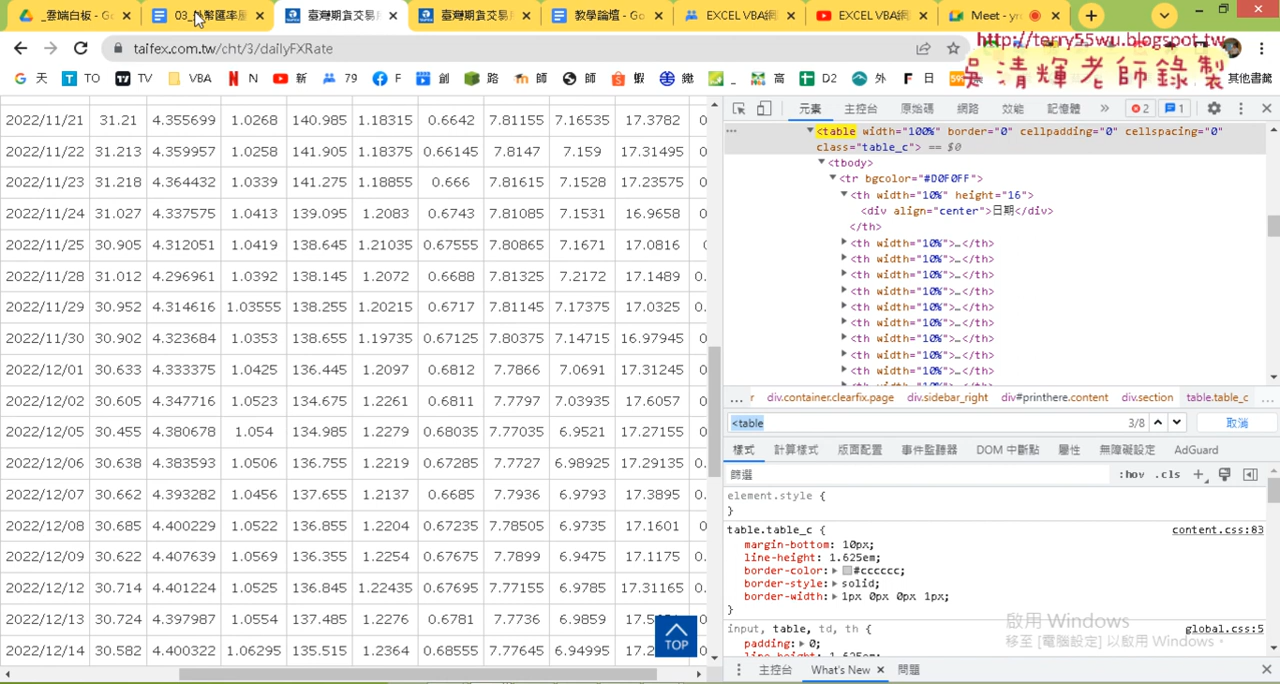 _雲端白板 - Go
臺灣期貨交易
臺灣期貨交易
教學論壇 - Go
EXCEL VBA網
EXCEL VBA網
Meet - yr
taifex.com.tw/cht/3/dailyFXRate
http://terry55wu.blogspot.tw
吳清輝老師錄製
天 TO TV VBA N 新 79 F 創 路 師 師 蝦 _ 高 D2 外 日 其他書籤
2022/11/21 31.21 1.0268 140.985 1.18315 7.81155 7.16535 17.3782 0
2022/11/22 31.213 4.359957 1.0258 141.905 1.18375 0.66145 7.8147 7.159 17.31495 0
2022/11/23 31.218 4.364432 1.0339 141.275 1.18855 0.666 7.81615 7.1528 17.23575 0
2022/11/24 31.027 4.337575 1.0413 139.095 1.2083 0.6743 7.81085 7.1531 16.9658 0
2022/11/25 30.905 4.312051 1.0419 138.645 1.21035 0.67555 7.80865 7.1671 17.0816 0
2022/11/28 31.012 4.296961 1.0392 138.145 1.2072 0.6688 7.81325 7.2172 17.1489 0.
2022/11/29 30.952 4.314616 1.03555 138.255 1.20215 0.6717 7.81145 7.17375 17.0325 0.
2022/11/30 30.902 4.323684 1.0353 138.655 1.19735 0.67125 7.80375 7.14715 16.97945 0
2022/12/01 30.633 4.333375 1.0425 136.445 1.2097 0.6812 7.7866 7.0691 17.31245 0
2022/12/02 30.605 4.347716 1.0523 134.675 1.2261 0.6811 7.7797 7.03935 17.6057 0
2022/12/05 30.455 4.380678 1.054 134.985 1.2279 7.77035 6.9521 17.27155 0
2022/12/06 30.638 4.383593 1.0506 136.755 1.2219 0.67285 7.7727 6.98925 17.29135 0
2022/12/07 30.662 4.393282 1.0456 137.655 1.2137 0.6685 7.7936 6.9793 17.3895 0
2022/12/08 30.685 4.400229 1.0522 136.855 1.2204 0.67235 7.78505 6.9735 17.1601 0
2022/12/09 30.622 4.407639 1.0569 136.355 1.2254 0.67675 7.7899 6.9475 17.1175 0
2022/12/12 30.714 4.401224 1.0525 136.845 1.22435 0.67695 7.77155 6.9785 17.31165 0
2022/12/13 30.724 4.397987 1.0554 137.485 1.2276 0.6781 7.7736 6.9859
2022/12/14 30.582 4.400322 1.06295 1.2364 0.68555 7.7645 6.94995
TOP
元素 主控台 原始碼 網路 效能 記憶體 » 2 1
<table width="100%" border="0" cellpadding="0" cellspacing="0"
class="table_c"> == $0
<tbody>
<tr bgcolor="#D0F0FF">
<th width="10%" height="16">
<div align="center">日期</div>
</th>
<th width="10%">…</th>
<th width="10%">…</th>
<th width="10%">…</th>
<th width="10%">…</th>
<th width="10%">…</th>
<th width="10%">…</th>
<th width="10%">…</th>
<th width="10%">…</th>
<th width="10%">…</th>
... r div.container.clearfix.page div.sidebar_right div#printhere.content div.section table.table_c ...
<table 3/8 取消
樣式 計算樣式 版面配置 事件監聽器 DOM 中斷點 屬性 無障礙設定 AdGuard
篩選 :hov .cls +
element.style {
}
table.table_c { content.css:83
margin-bottom: 10px;
line-height: 1.625em;
border-color: #cccccc;
border-style: solid;
border-width: 1px 0px 0px 1px;
}
input, table, td, th { global.css:5
padding: 0;
啟用 Windows
移至 [電腦設定] 以啟用 Windows。
主控台 What's New × 問題